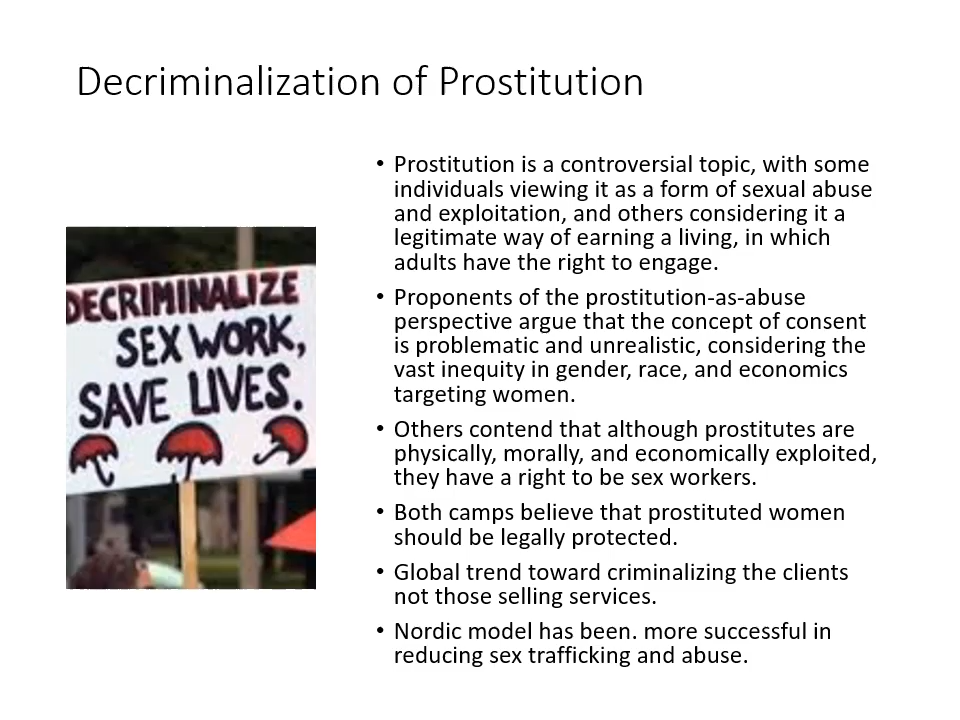 Decriminalization of Prostitution
DECRIMINALIZE
SEX WORK,
SAVE LIVES.
• Prostitution is a controversial topic, with some
individuals viewing it as a form of sexual abuse
and exploitation, and others considering it a
legitimate way of earning a living, in which
adults have the right to engage.
• Proponents of the prostitution-as-abuse
perspective argue that the concept of consent
is problematic and unrealistic, considering the
vast inequity in gender, race, and economics
targeting women.
• Others contend that although prostitutes are
physically, morally, and economically exploited,
they have a right to be sex workers.
• Both camps believe that prostituted women
should be legally protected.
• Global trend toward criminalizing the clients
not those selling services.
• Nordic model has been. more successful in
reducing sex trafficking and abuse.